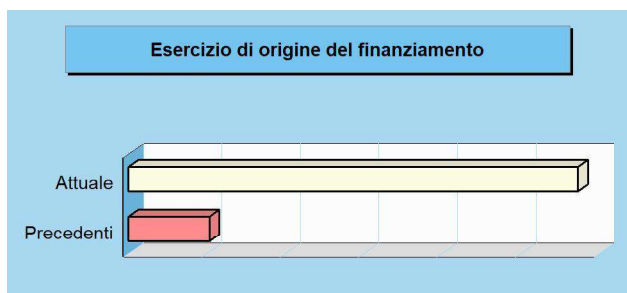 Esercizio di origine del finanziamento
Attuale
Precedenti